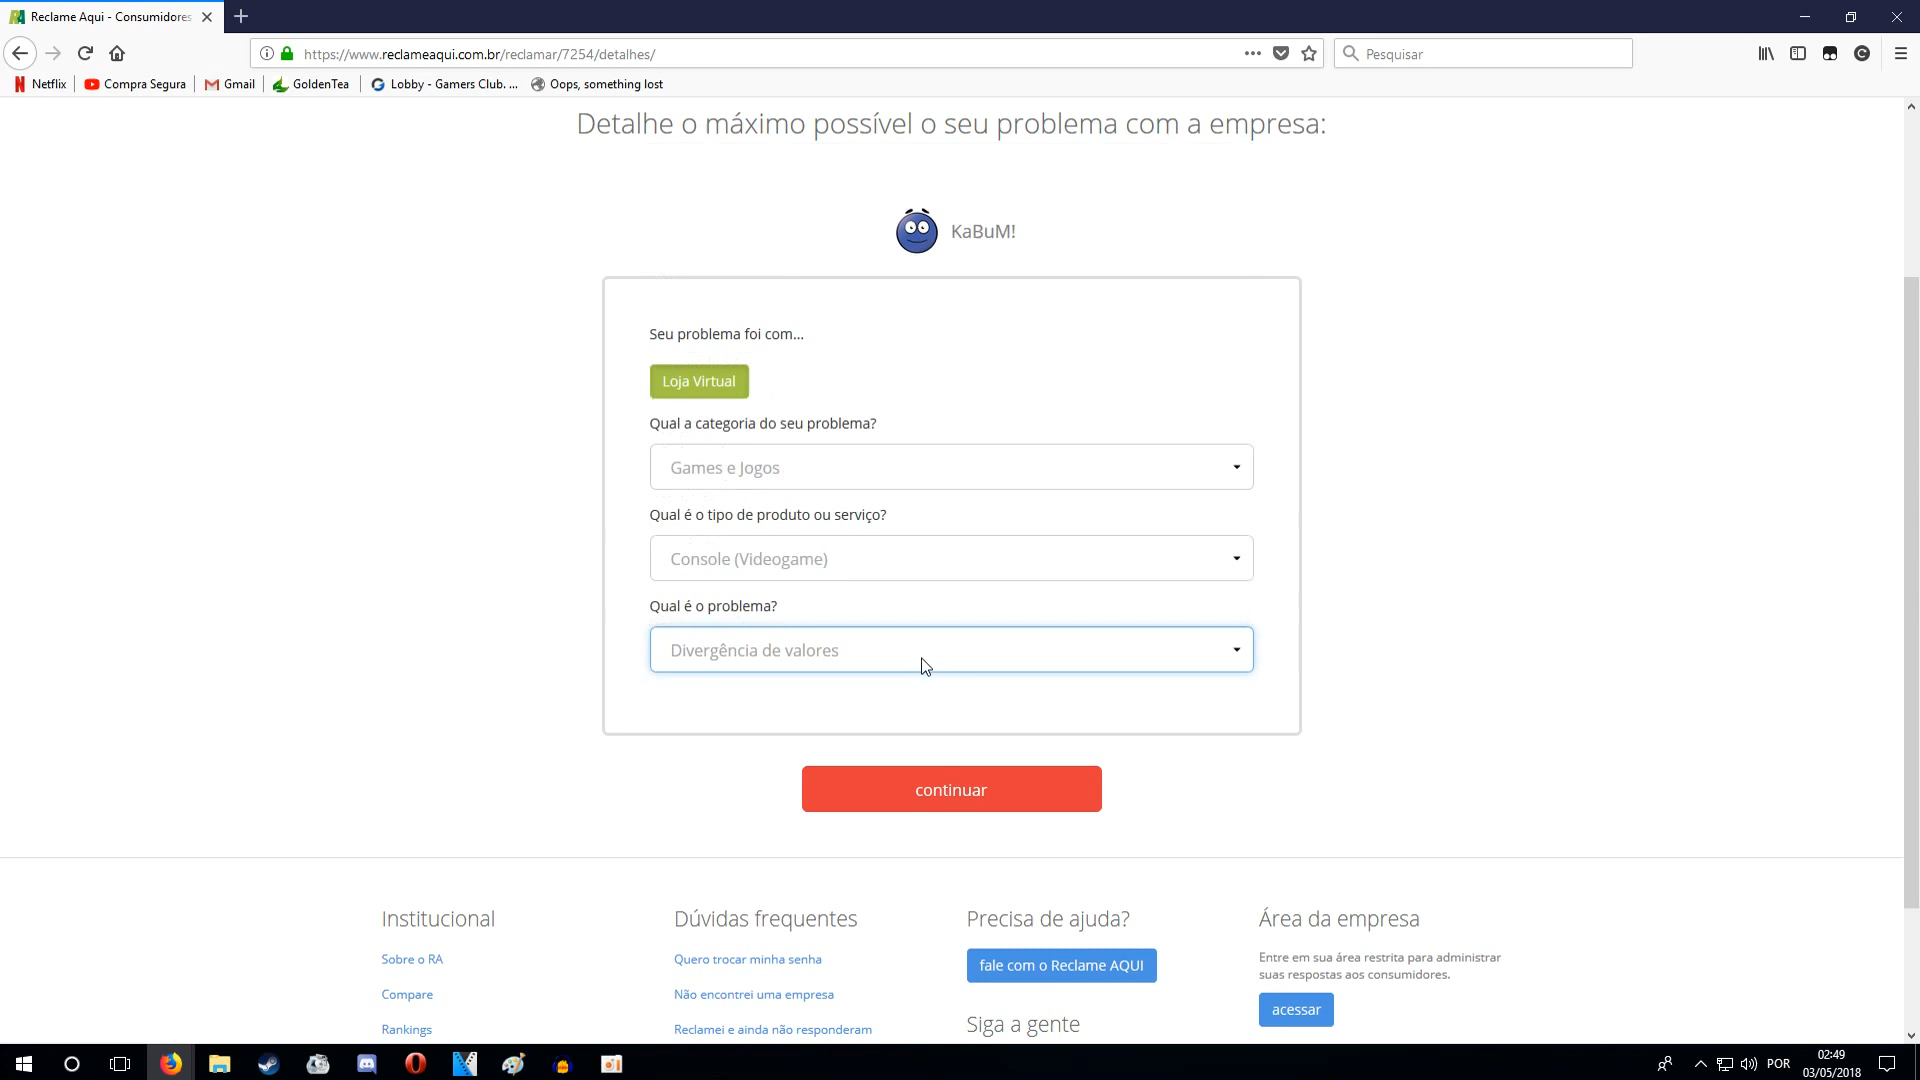 Reclame Aqui - Consumidores
https://www.reclameaqui.com.br/reclamar/7254/detalhes/
Pesquisar
Netflix
Compra Segura
Gmail
GoldenTea
Lobby - Gamers Club. ...
Oops, something lost
Detalhe o máximo possível o seu problema com a empresa:
KaBuM!
Seu problema foi com...
Loja Virtual
Qual a categoria do seu problema?
Games e Jogos
Qual é o tipo de produto ou serviço?
Console (Videogame)
Qual é o problema?
Divergência de valores
continuar
Institucional
Sobre o RA
Compare
Rankings
Dúvidas frequentes
Quero trocar minha senha
Não encontrei uma empresa
Reclamei e ainda não responderam
Precisa de ajuda?
fale com o Reclame AQUI
Siga a gente
Área da empresa
Entre em sua área restrita para administrar
suas respostas aos consumidores.
acessar
POR
02:49
03/05/2018